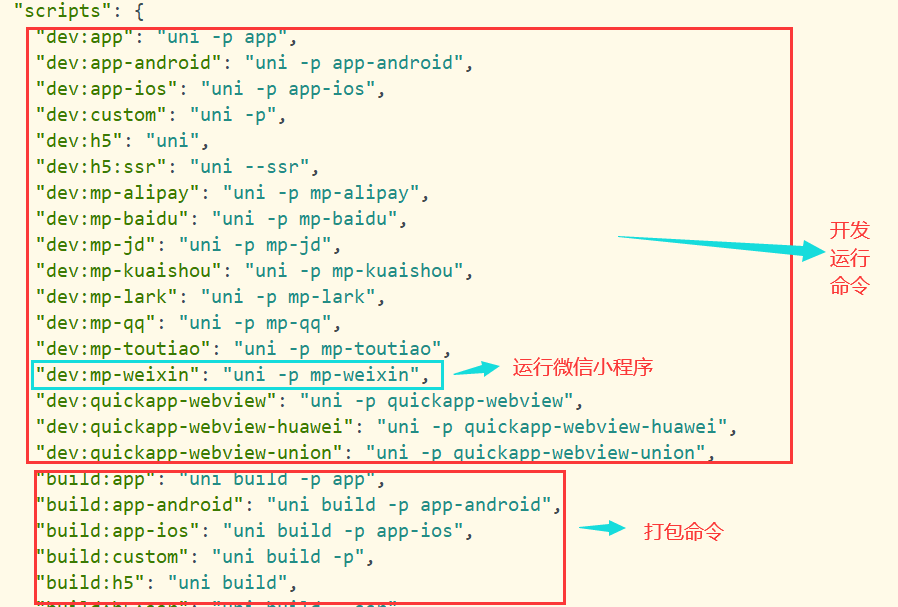 "scripts": {
"dev:app": "uni -p app",
"dev:app-android": "uni -p app-android",
"dev:app-ios": "uni -p app-ios",
"dev:custom": "uni -p",
"dev:h5": "uni",
"dev:h5:ssr": "uni --ssr",
"dev:mp-alipay": "uni -p mp-alipay",
"dev:mp-baidu": "uni -p mp-baidu",
"dev:mp-jd": "uni -p mp-jd",
"dev:mp-kuaishou": "uni -p mp-kuaishou",
"dev:mp-lark": "uni -p mp-lark",
"dev:mp-qq": "uni -p mp-qq",
"dev:mp-toutiao": "uni -p mp-toutiao",
"dev:mp-weixin": "uni -p mp-weixin",
"dev:quickapp-webview": "uni -p quickapp-webview",
"dev:quickapp-webview-huawei": "uni -p quickapp-webview-huawei",
"dev:quickapp-webview-union": "uni -p quickapp-webview-union",
开发
运行
命令
运行微信小程序
"build:app": "uni build -p app",
"build:app-android": "uni build -p app-android",
"build:app-ios": "uni build -p app-ios",
"build:custom": "uni build -p",
"build:h5": "uni build",
打包命令